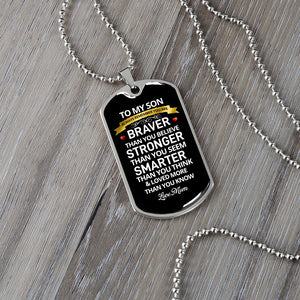 TO MY SON
BRAVER
THAN YOU BELIEVE
STRONGER
THAN YOU SEEM
SMARTER
THAN YOU THINK
& LOVED MORE
THAN YOU KNOW
Love Mom